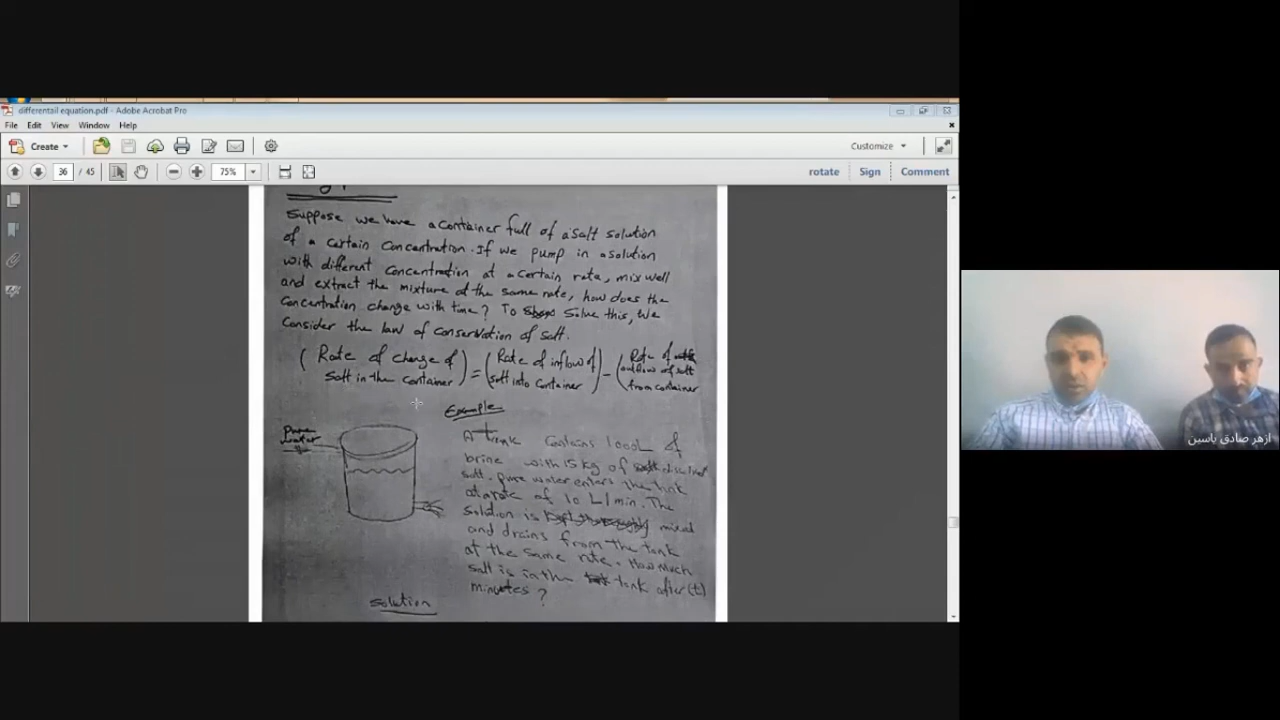 differentail equation.pdf - Adobe Acrobat Pro
File Edit View Window Help
Create
Customize
36 / 45
75%
rotate Sign Comment
Suppose we have a container full of a salt solution
of a certain concentration. If we pump in a solution
with different concentration at a certain rate, mix well
and extract the mixture at the same rate, how does the
concentration change with time? To Solve this, we
Consider the law of conservation of salt.
( Rate of change of salt in the container ) = ( Rate of inflow of salt into container ) - ( Rate of outflow of salt from container
Example
pure
water
A tank contains 1000L of
brine with 15 kg of dissolved
salt. pure water enters the tank
at a rate of 10 L/min. The
solution is mixed
and drains from the tank
at the same rate. How much
salt is in the tank after (t)
minutes ?
Solution
ازهر صادق ياسين